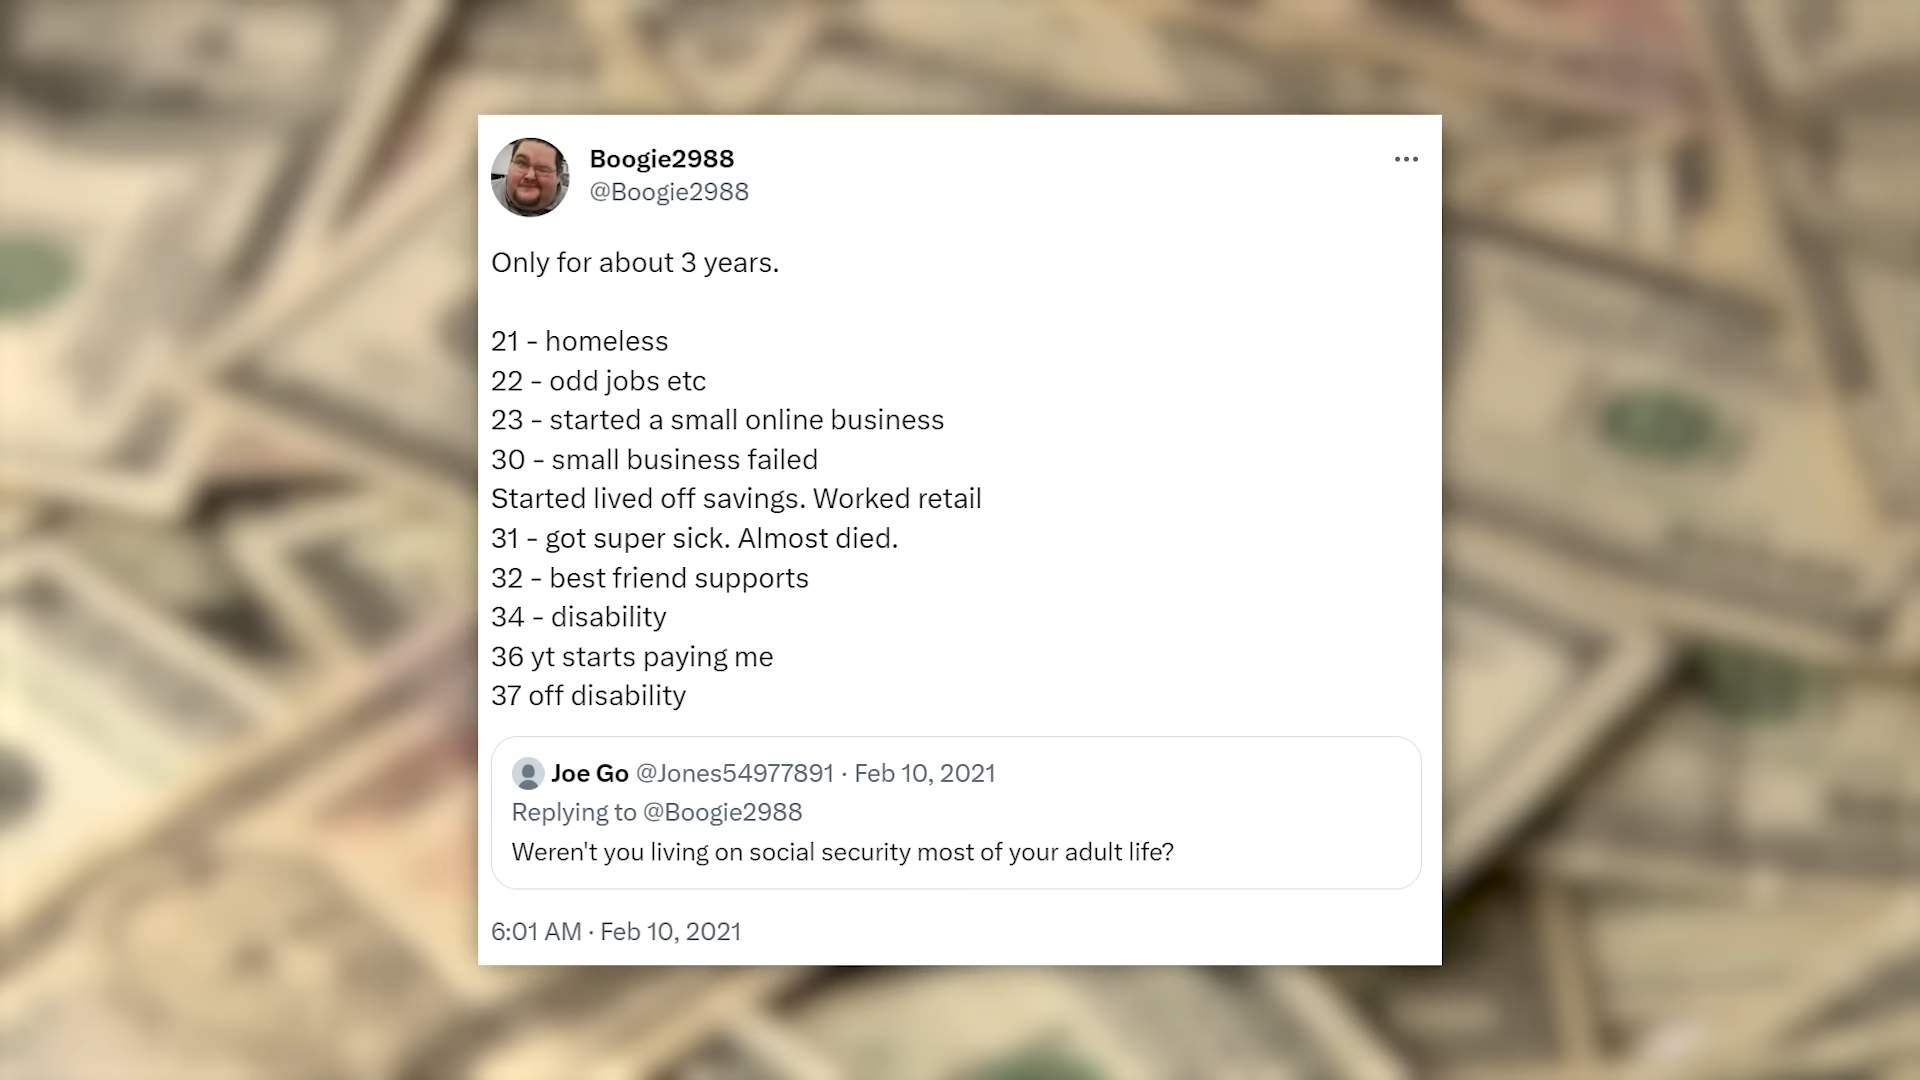 Boogie2988
@Boogie2988
Only for about 3 years.
21 - homeless
22 - odd jobs etc
23 - started a small online business
30 - small business failed
Started lived off savings. Worked retail
31 - got super sick. Almost died.
32 - best friend supports
34 - disability
36 yt starts paying me
37 off disability
Joe Go @Jones54977891 · Feb 10, 2021
Replying to @Boogie2988
Weren't you living on social security most of your adult life?
6:01 AM · Feb 10, 2021